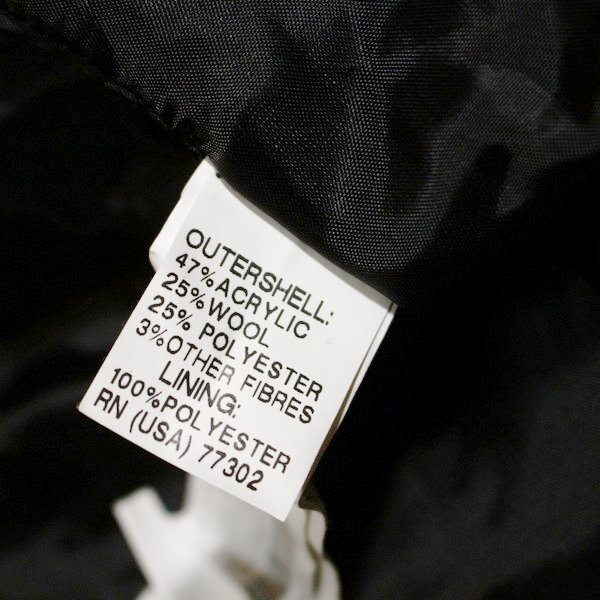 OUTERSHELL:
47%ACRYLIC
25%WOOL
25% POLYESTER
3%OTHER FIBRES
LINING:
100%POLYESTER
RN (USA) 77302